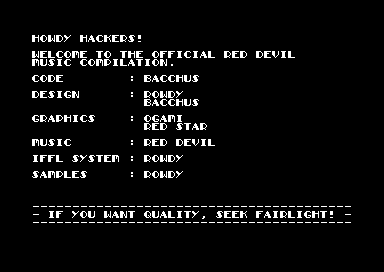 HOWDY HACKERS!
WELCOME TO THE OFFICIAL RED DEVIL
MUSIC COMPILATION.
CODE : BACCHUS
DESIGN : ROWDY
BACCHUS
GRAPHICS : OGAMI
RED STAR
MUSIC : RED DEVIL
IFFL SYSTEM : ROWDY
SAMPLES : ROWDY
----------------------------------------
- IF YOU WANT QUALITY, SEEK FAIRLIGHT! -
----------------------------------------